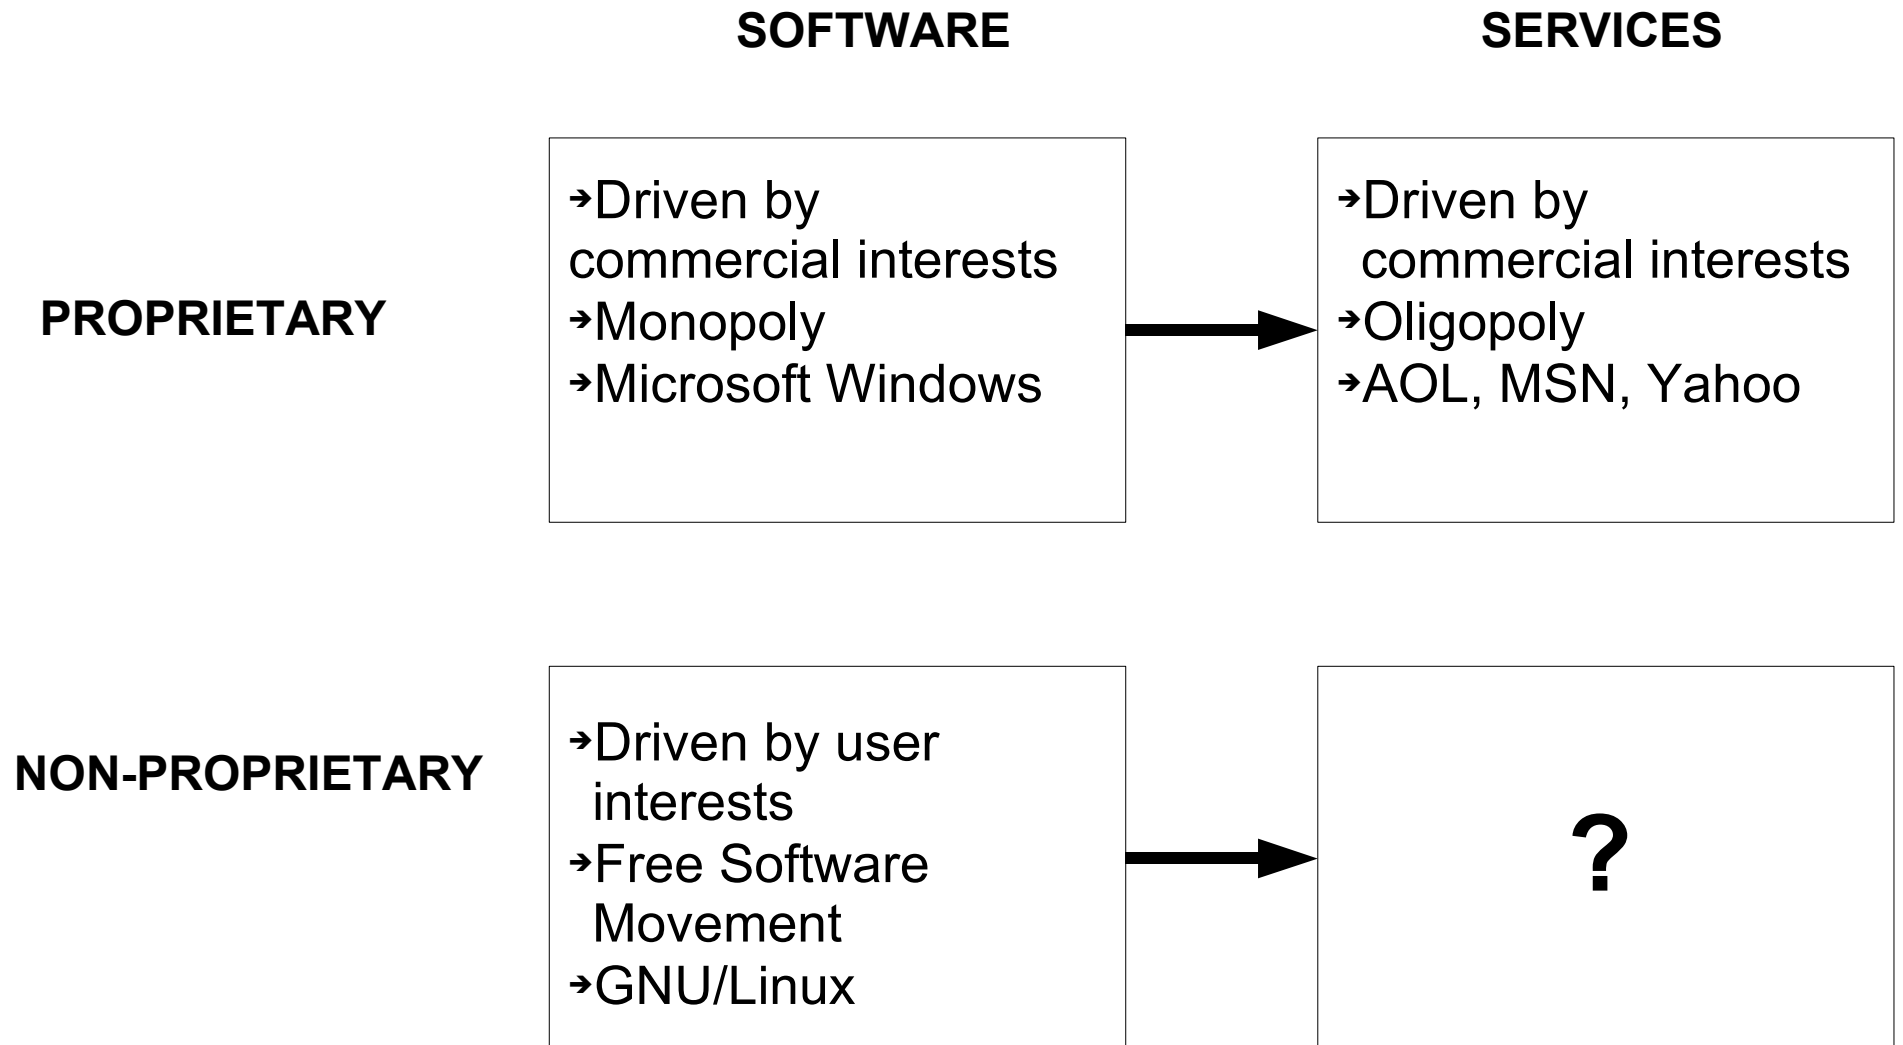 SOFTWARE
SERVICES
PROPRIETARY
➔Driven by
commercial interests
➔Monopoly
➔Microsoft Windows
➔Driven by
commercial interests
➔Oligopoly
➔AOL, MSN, Yahoo
NON-PROPRIETARY
➔Driven by user
interests
➔Free Software
Movement
➔GNU/Linux
?